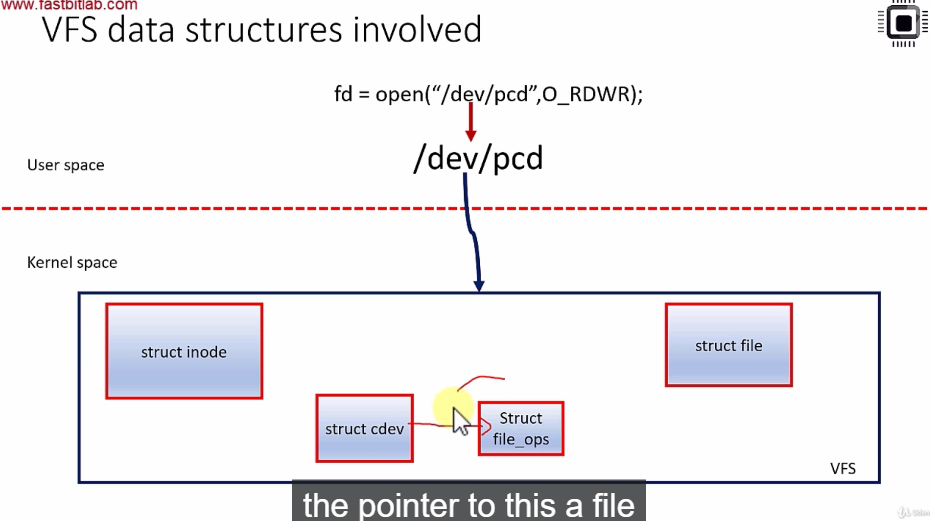 www.fastbitlab.com
VFS data structures involved
fd = open(“/dev/pcd”,O_RDWR);
/dev/pcd
User space
Kernel space
struct inode
struct file
struct cdev
Struct
file_ops
VFS
the pointer to this a file